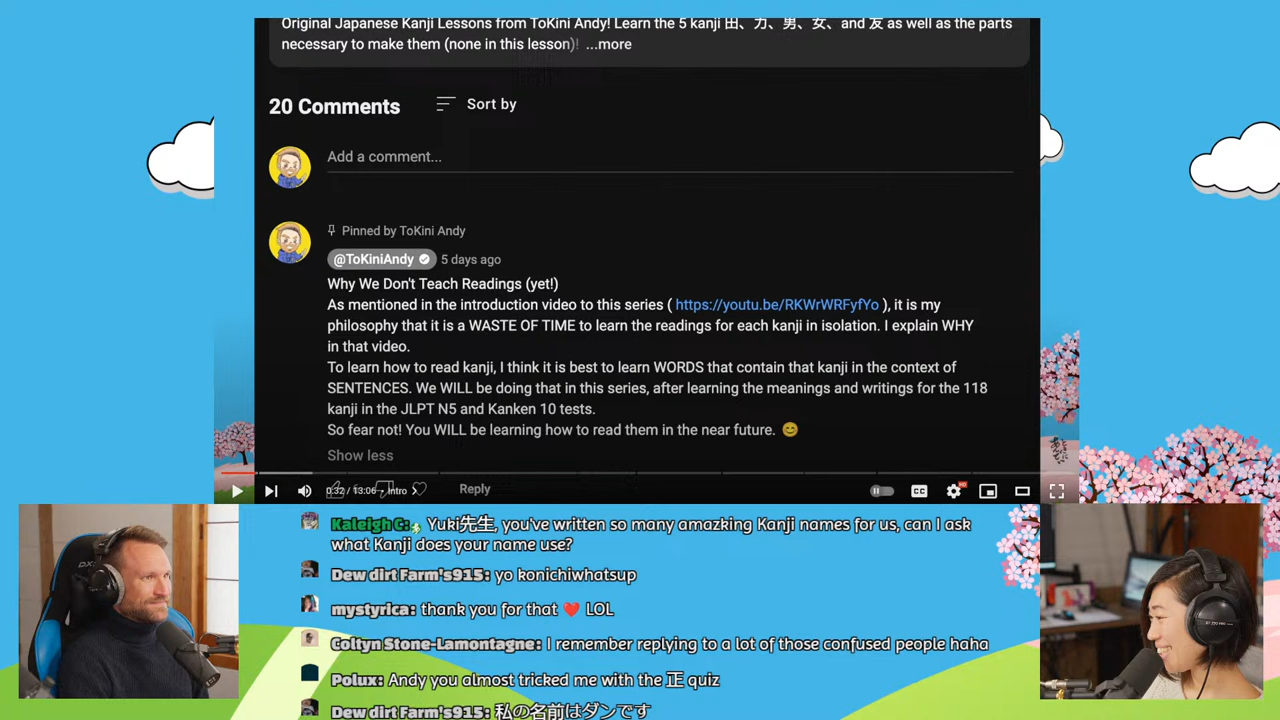 Original Japanese Kanji Lessons from ToKini Andy! Learn the 5 kanji 田、力、男、女、and 友 as well as the parts
necessary to make them (none in this lesson)! ...more
20 Comments
Sort by
Add a comment...
Pinned by ToKini Andy
@ToKiniAndy 5 days ago
Why We Don't Teach Readings (yet!)
As mentioned in the introduction video to this series ( https://youtu.be/RKWrWRFyfYo ), it is my
philosophy that it is a WASTE OF TIME to learn the readings for each kanji in isolation. I explain WHY
in that video.
To learn how to read kanji, I think it is best to learn WORDS that contain that kanji in the context of
SENTENCES. We WILL be doing that in this series, after learning the meanings and writings for the 118
kanji in the JLPT N5 and Kanken 10 tests.
So fear not! You WILL be learning how to read them in the near future. 😊
Show less
0:32 / 13:06 • Intro
Reply
CC
HD
Kaleigh C: Yuki先生, you've written so many amazking Kanji names for us, can I ask
what Kanji does your name use?
Dew dirt Farm's915: yo konichiwhatsup
mystyrica: thank you for that ❤️ LOL
Coltyn Stone-Lamontagne: I remember replying to a lot of those confused people haha
Polux: Andy you almost tricked me with the 正 quiz
Dew dirt Farm's915: 私の名前はダンです